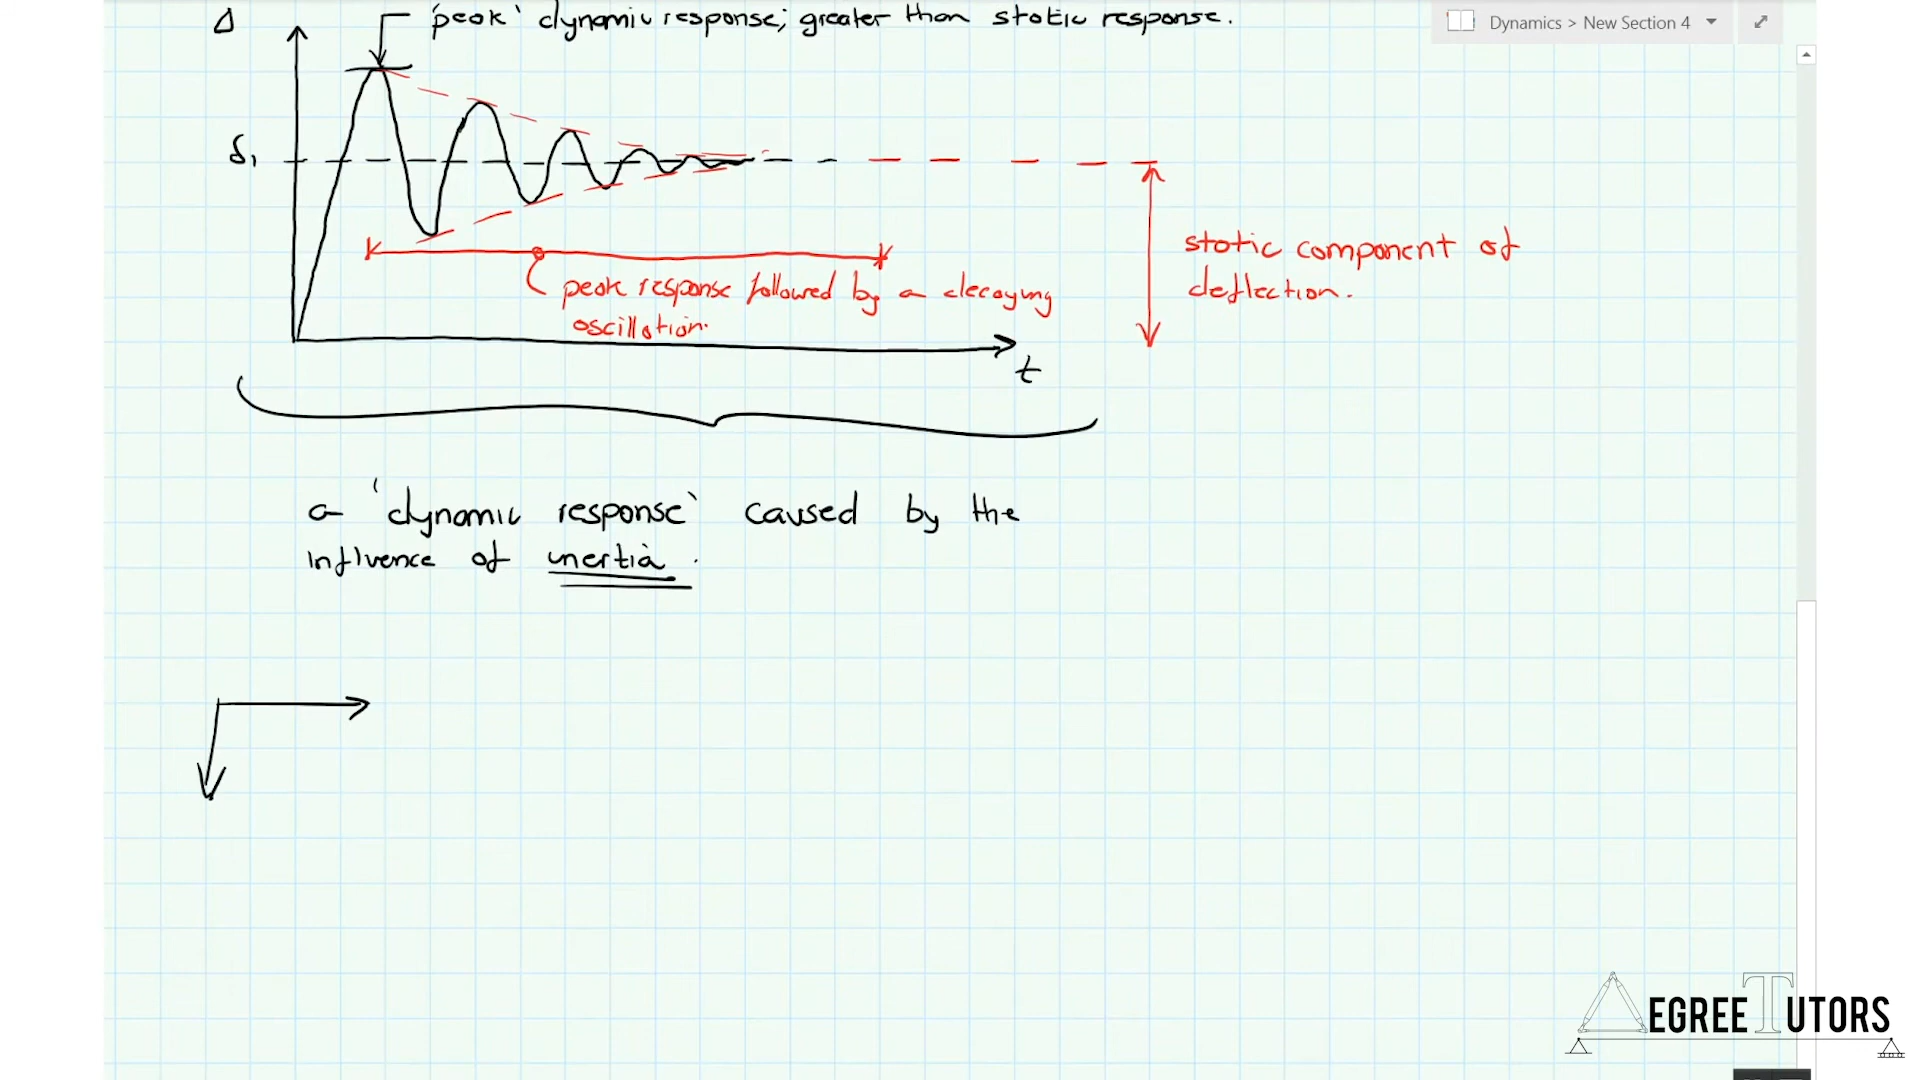 Δ
'peak' dynamic response; greater than static response.
Dynamics > New Section 4
δ₁
static component of
deflection.
peak response followed by a decaying
oscillation.
t
a 'dynamic response' caused by the
influence of inertia.
DEGREE TUTORS